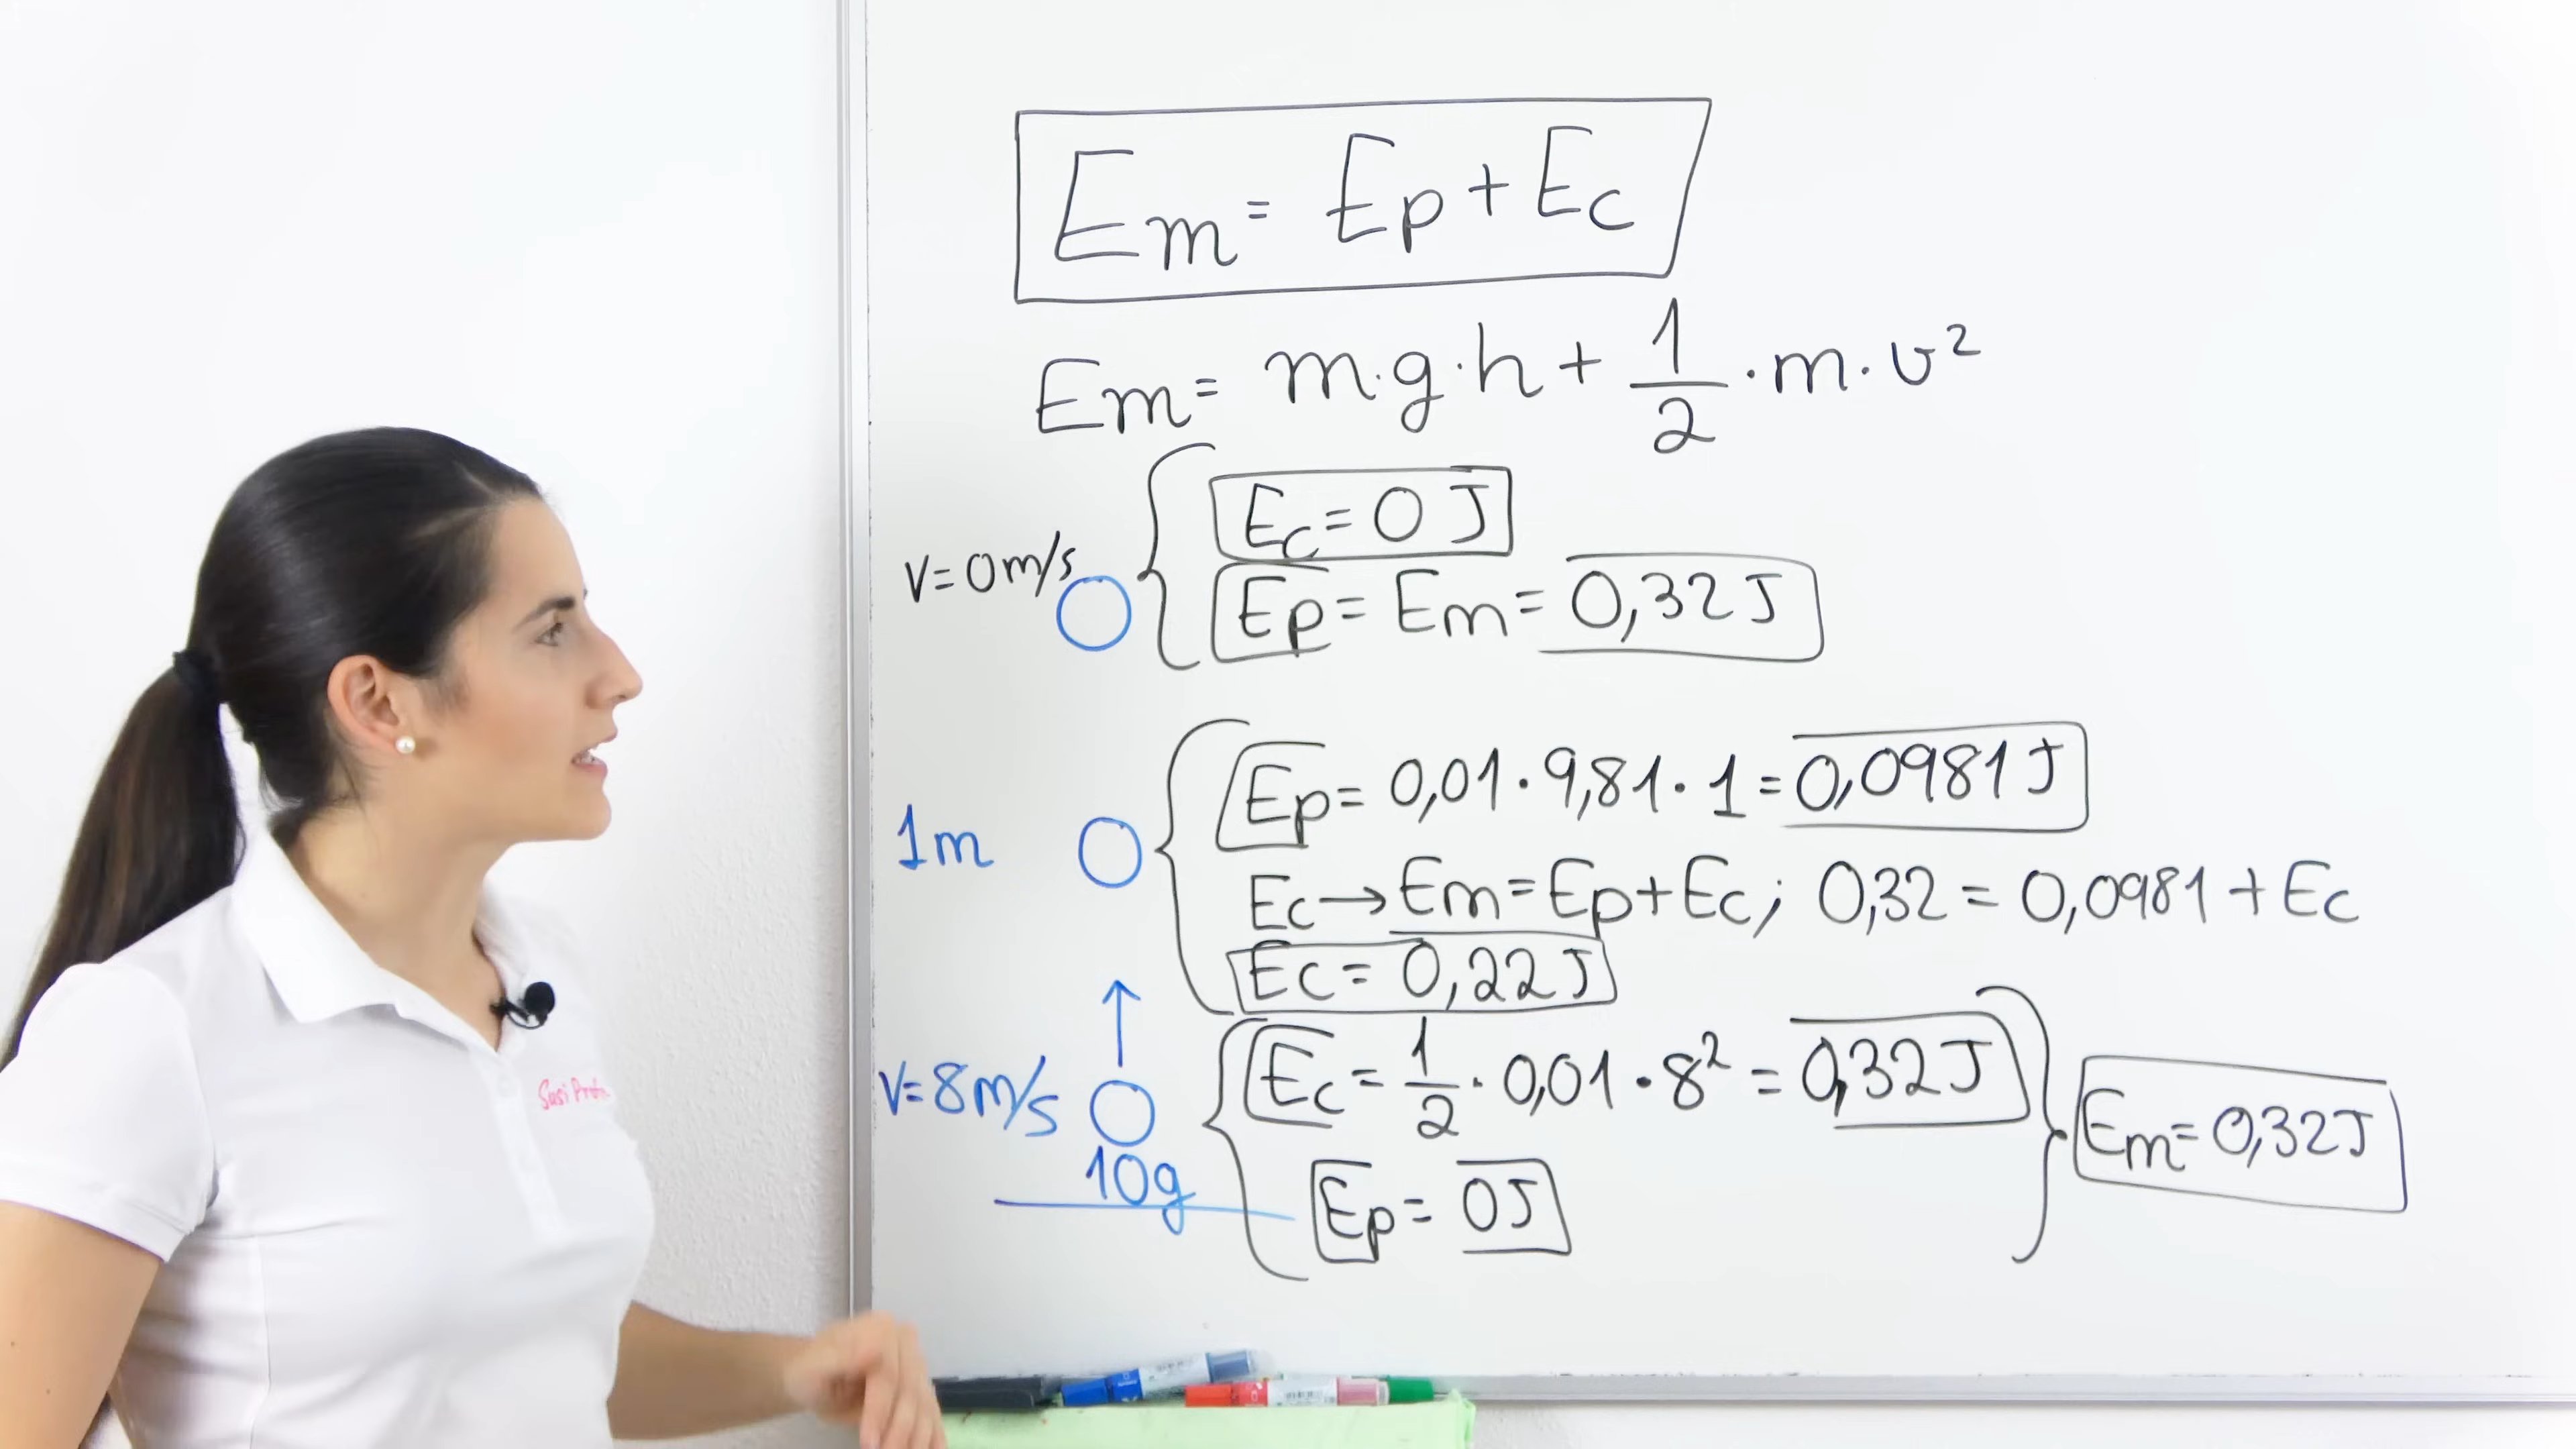 Em = Ep + Ec
Em = m·g·h + 1/2 · m · v²
v = 0 m/s
Ec = 0 J
Ep = Em = 0,32 J
1m
Ep = 0,01 · 9,81 · 1 = 0,0981 J
Ec → Em = Ep + Ec; 0,32 = 0,0981 + Ec
Ec = 0,22 J
v = 8 m/s
10g
Ec = 1/2 · 0,01 · 8² = 0,32 J
Ep = 0 J
Em = 0,32 J
Susi